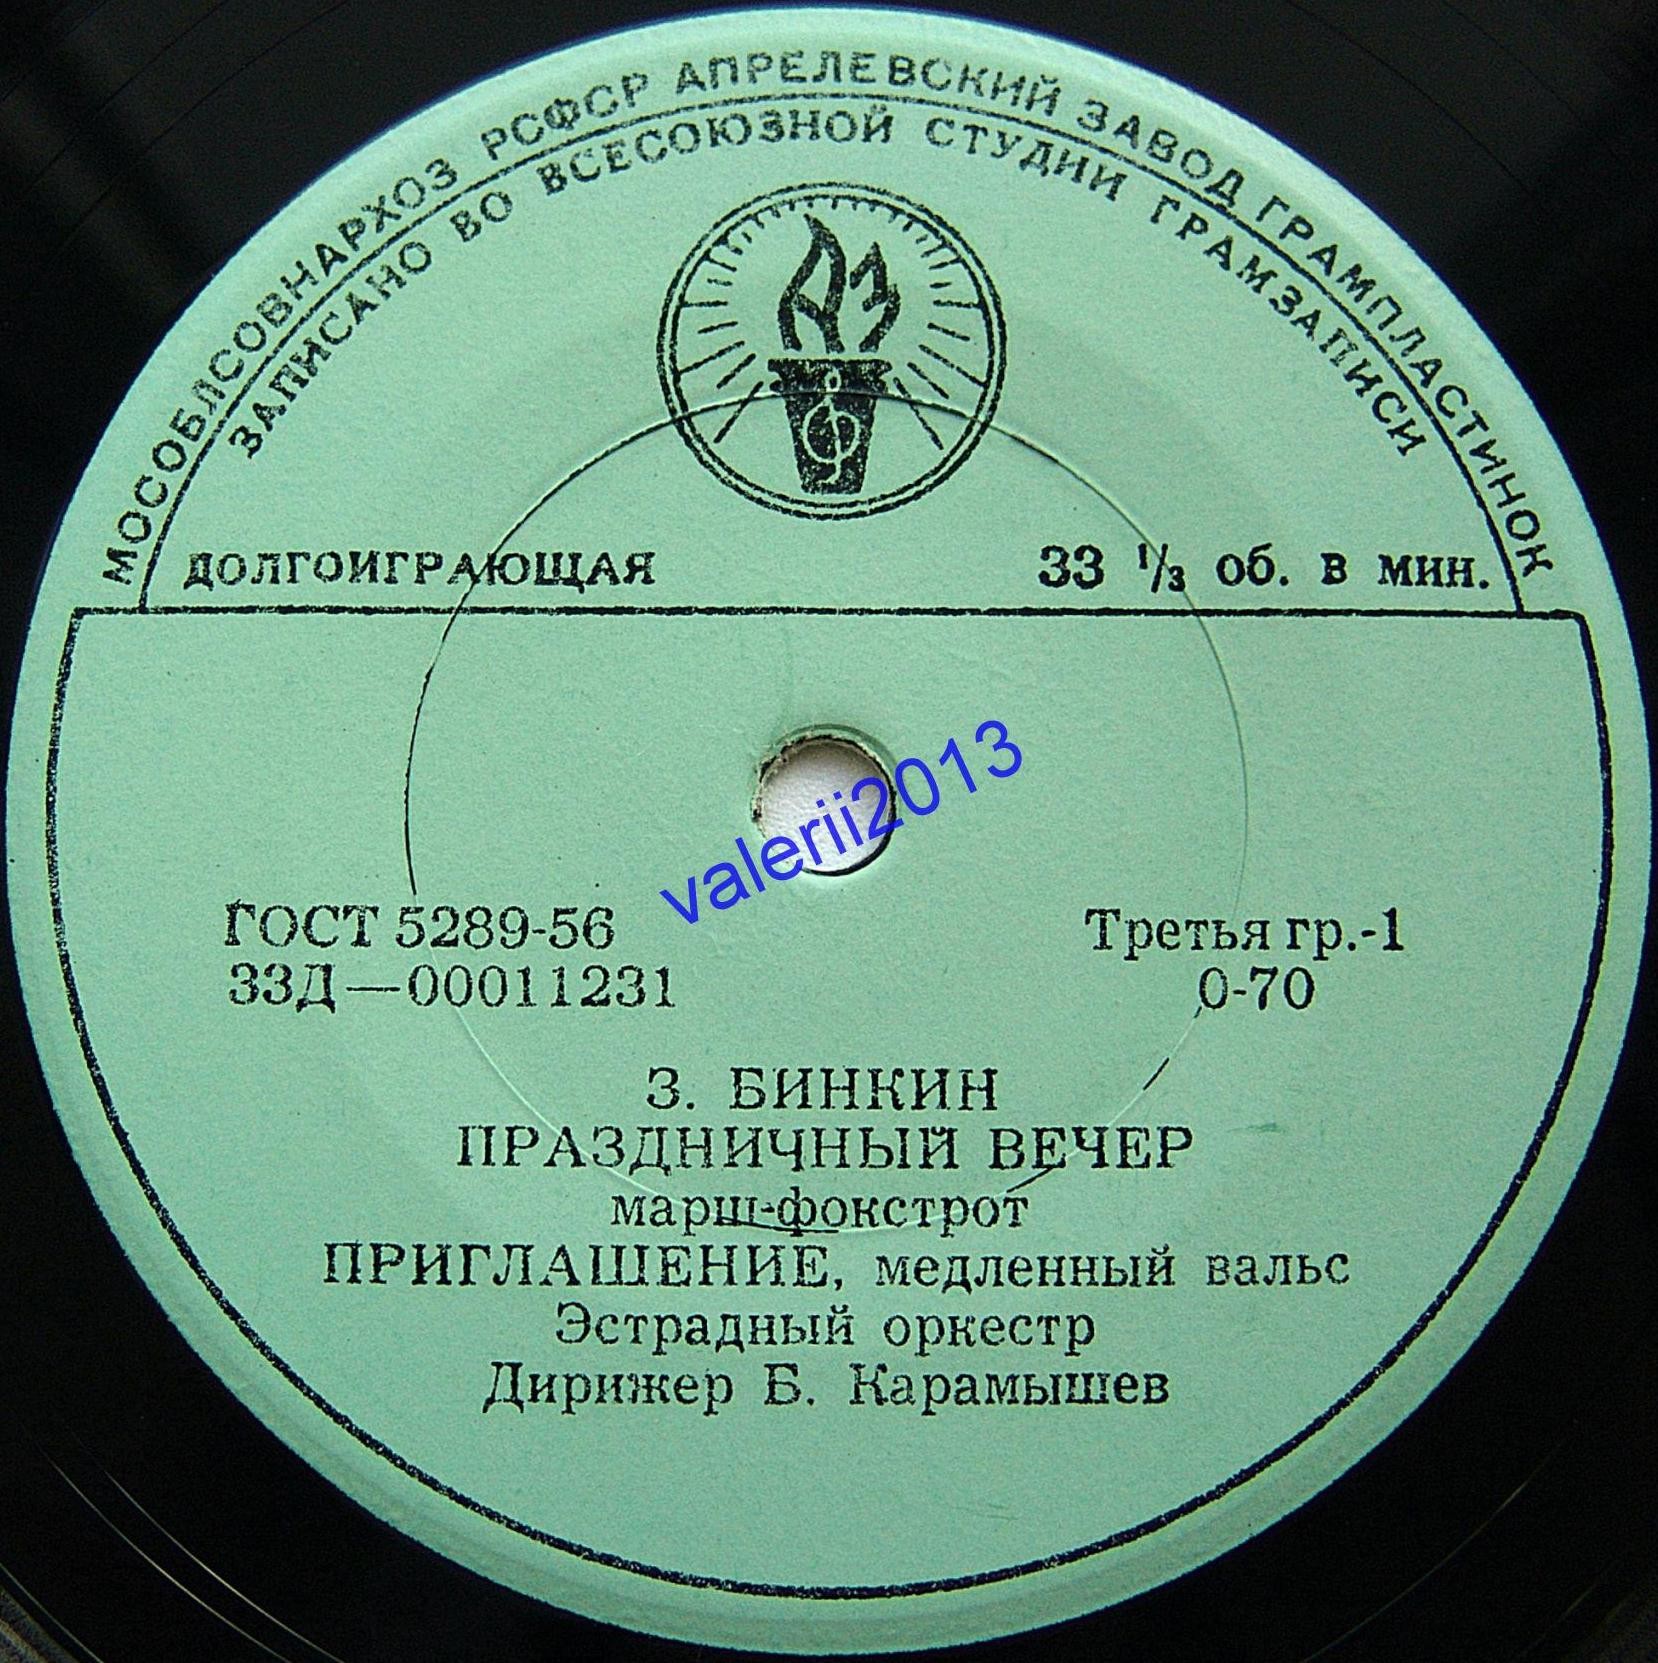 МОСОБЛСОВНАРХОЗ РСФСР АПРЕЛЕВСКИЙ ЗАВОД ГРАМПЛАСТИНОК
ЗАПИСАНО ВО ВСЕСОЮЗНОЙ СТУДИИ ГРАМЗАПИСИ
АЗ
ДОЛГОИГРАЮЩАЯ 33 1/3 об. в мин.
valerii2013
ГОСТ 5289-56 Третья гр.-1
33Д—00011231 0-70
З. БИНКИН
ПРАЗДНИЧНЫЙ ВЕЧЕР
марш-фокстрот
ПРИГЛАШЕНИЕ, медленный вальс
Эстрадный оркестр
Дирижер Б. Карамышев